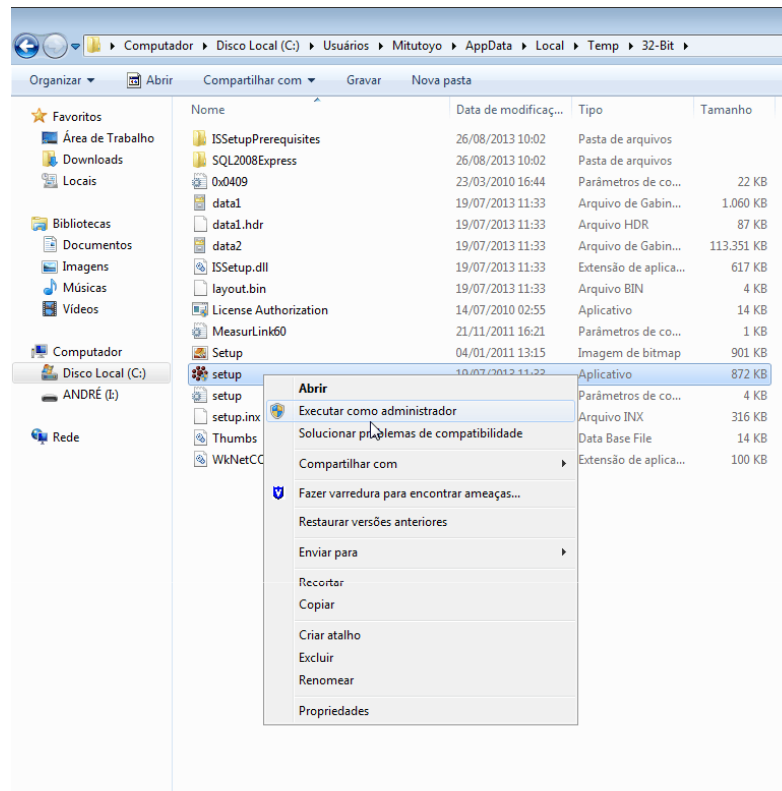 Computador ▸ Disco Local (C:) ▸ Usuários ▸ Mitutoyo ▸ AppData ▸ Local ▸ Temp ▸ 32-Bit ▸
Organizar Abrir Compartilhar com Gravar Nova pasta
Favoritos
Área de Trabalho
Downloads
Locais
Bibliotecas
Documentos
Imagens
Músicas
Vídeos
Computador
Disco Local (C:)
ANDRÉ (I:)
Rede
Nome Data de modificaç... Tipo Tamanho
ISSetupPrerequisites 26/08/2013 10:02 Pasta de arquivos
SQL2008Express 26/08/2013 10:02 Pasta de arquivos
0x0409 23/03/2010 16:44 Parâmetros de co... 22 KB
data1 19/07/2013 11:33 Arquivo de Gabin... 1.060 KB
data1.hdr 19/07/2013 11:33 Arquivo HDR 87 KB
data2 19/07/2013 11:33 Arquivo de Gabin... 113.351 KB
ISSetup.dll 19/07/2013 11:33 Extensão de aplica... 617 KB
layout.bin 19/07/2013 11:33 Arquivo BIN 4 KB
License Authorization 14/07/2010 02:55 Aplicativo 14 KB
MeasurLink60 21/11/2011 16:21 Parâmetros de co... 1 KB
Setup 04/01/2011 13:15 Imagem de bitmap 901 KB
setup 19/07/2013 11:33 Aplicativo 872 KB
setup Parâmetros de co... 4 KB
setup.inx Arquivo INX 316 KB
Thumbs Data Base File 14 KB
WkNetCC Extensão de aplica... 100 KB
Abrir
Executar como administrador
Solucionar problemas de compatibilidade
Compartilhar com
Fazer varredura para encontrar ameaças...
Restaurar versões anteriores
Enviar para
Recortar
Copiar
Criar atalho
Excluir
Renomear
Propriedades